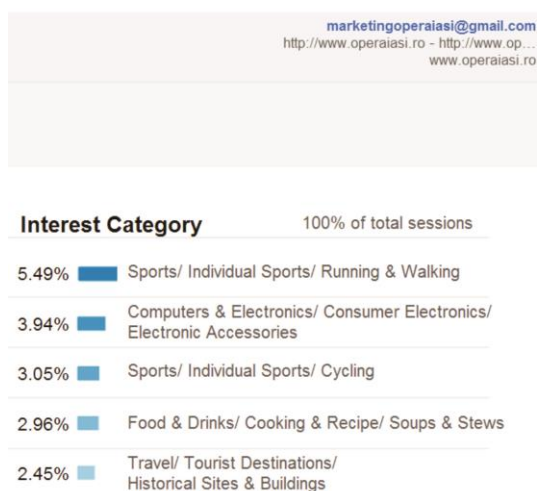 marketingoperaiasi@gmail.com
http://www.operaiasi.ro - http://www.op...
www.operaiasi.ro
Interest Category 100% of total sessions
5.49% Sports/ Individual Sports/ Running & Walking
3.94% Computers & Electronics/ Consumer Electronics/
Electronic Accessories
3.05% Sports/ Individual Sports/ Cycling
2.96% Food & Drinks/ Cooking & Recipe/ Soups & Stews
2.45% Travel/ Tourist Destinations/
Historical Sites & Buildings